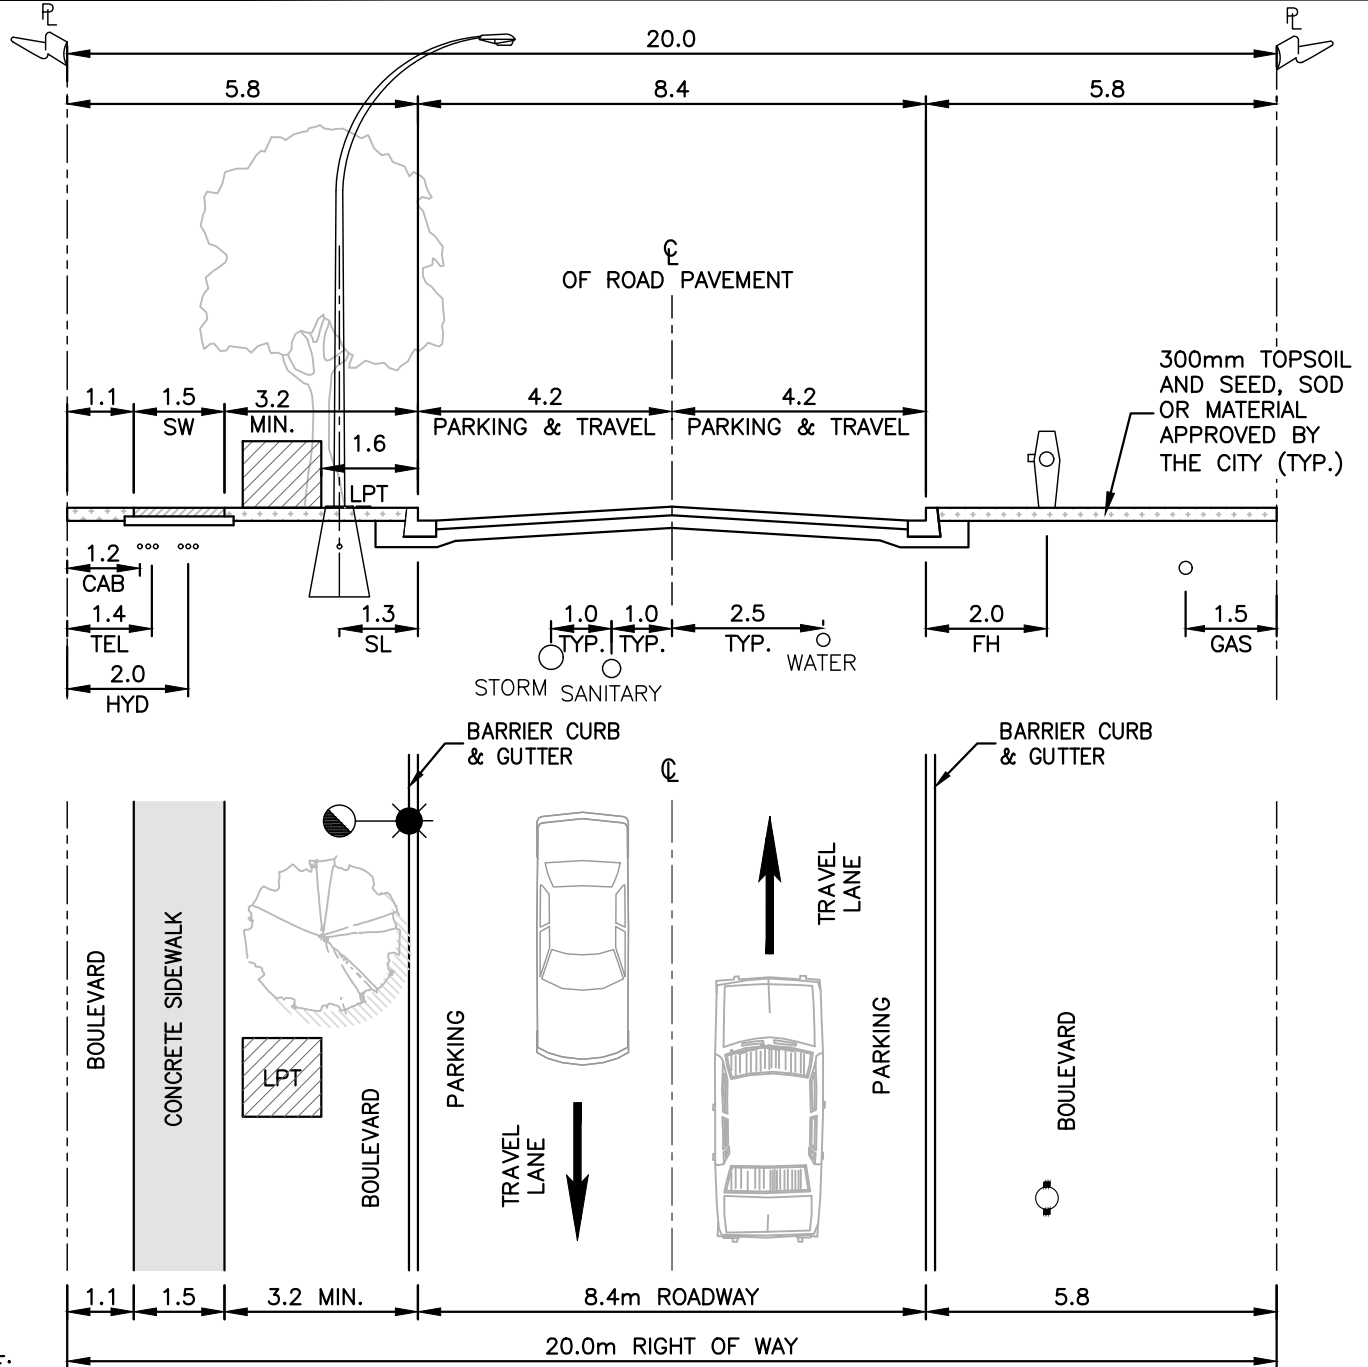 PL
PL
20.0
5.8
8.4
5.8
CL
OF ROAD PAVEMENT
300mm TOPSOIL
AND SEED, SOD
OR MATERIAL
APPROVED BY
THE CITY (TYP.)
1.1
1.5
SW
3.2
MIN.
4.2
PARKING & TRAVEL
4.2
PARKING & TRAVEL
1.6
LPT
1.2
CAB
1.4
TEL
2.0
HYD
1.3
SL
1.0
TYP.
1.0
TYP.
2.5
TYP.
2.0
FH
1.5
GAS
STORM
SANITARY
WATER
BARRIER CURB
& GUTTER
BARRIER CURB
& GUTTER
CL
BOULEVARD
CONCRETE SIDEWALK
LPT
BOULEVARD
PARKING
TRAVEL
LANE
TRAVEL
LANE
PARKING
BOULEVARD
1.1
1.5
3.2 MIN.
8.4m ROADWAY
5.8
20.0m RIGHT OF WAY